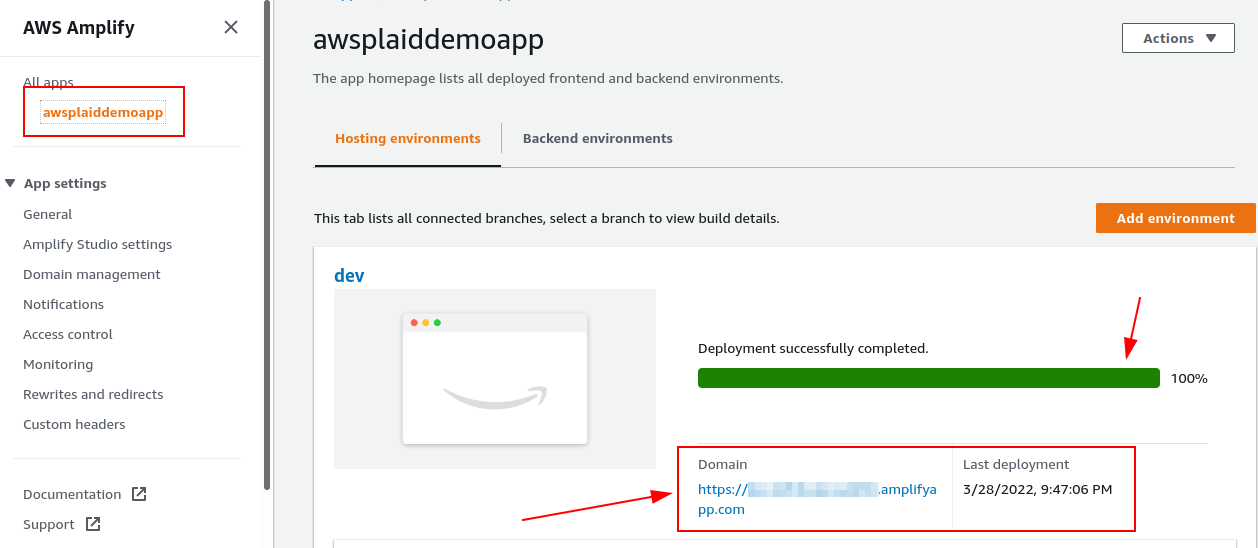 AWS Amplify
All apps
awsplaiddemoapp
App settings
General
Amplify Studio settings
Domain management
Notifications
Access control
Monitoring
Rewrites and redirects
Custom headers
Documentation
Support
awsplaiddemoapp
Actions
The app homepage lists all deployed frontend and backend environments.
Hosting environments
Backend environments
This tab lists all connected branches, select a branch to view build details.
Add environment
dev
Deployment successfully completed.
100%
Domain
https://
.amplifya
pp.com
Last deployment
3/28/2022, 9:47:06 PM